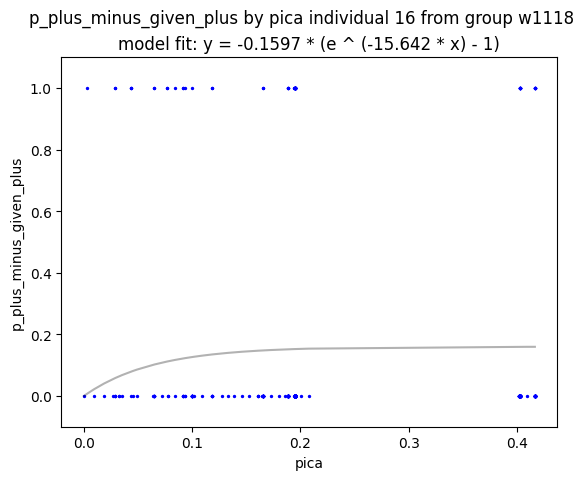 p_plus_minus_given_plus by pica individual 16 from group w1118
model fit: y = -0.1597 * (e ^ (-15.642 * x) - 1)
1.0
0.8
0.6
0.4
0.2
0.0
p_plus_minus_given_plus
0.0 0.1 0.2 0.3 0.4
pica